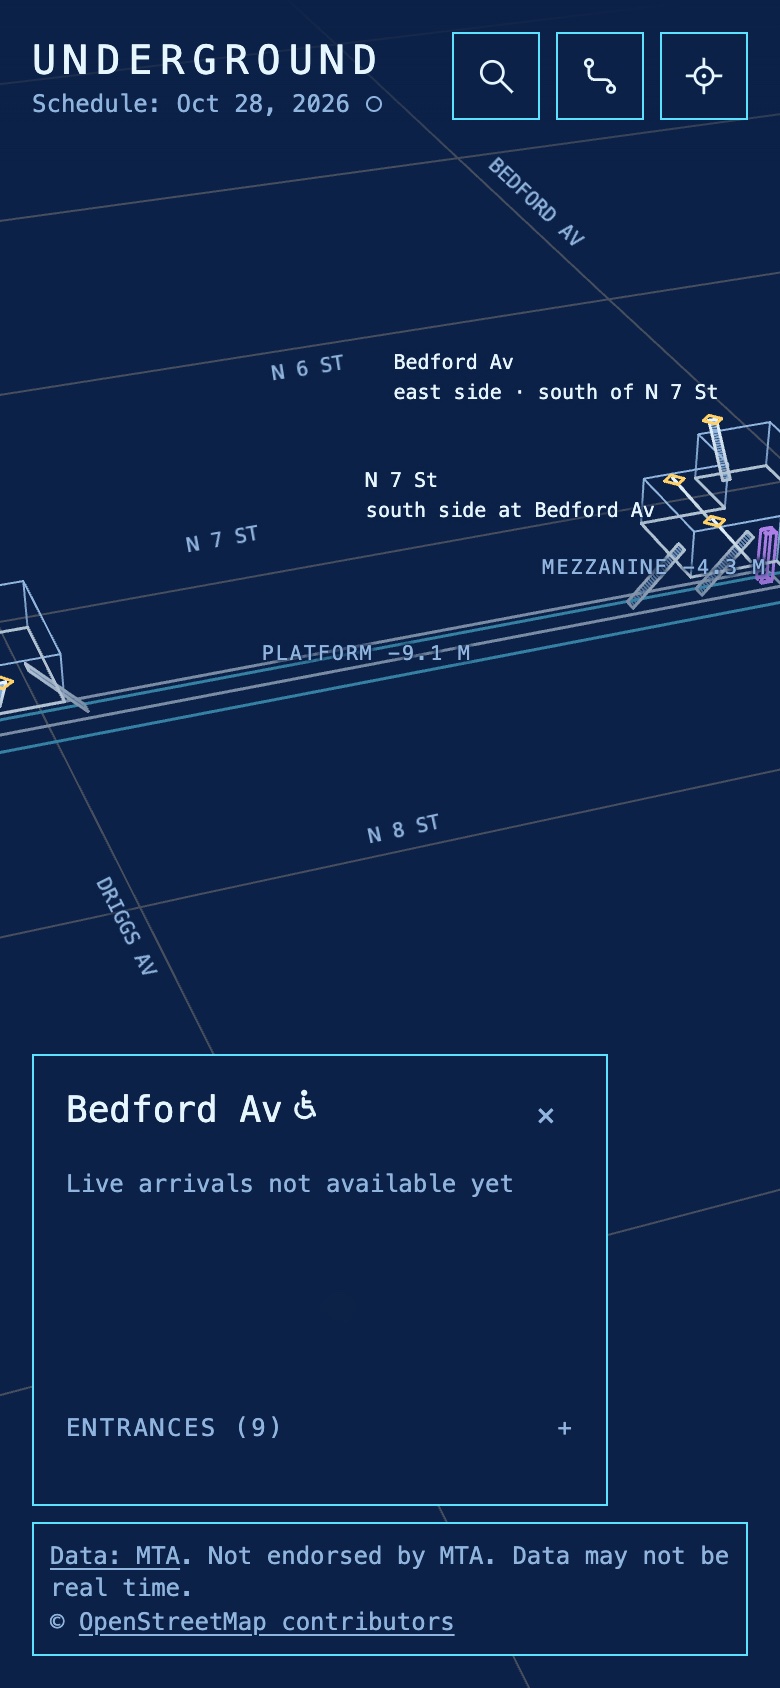 UNDERGROUND
Schedule: Oct 28, 2026
BEDFORD AV
N 6 ST
Bedford Av
east side · south of N 7 St
N 7 St
south side at Bedford Av
N 7 ST
MEZZANINE −4.3 M
PLATFORM −9.1 M
N 8 ST
DRIGGS AV
Bedford Av
×
Live arrivals not available yet
ENTRANCES (9) +
Data: MTA. Not endorsed by MTA. Data may not be
real time.
© OpenStreetMap contributors